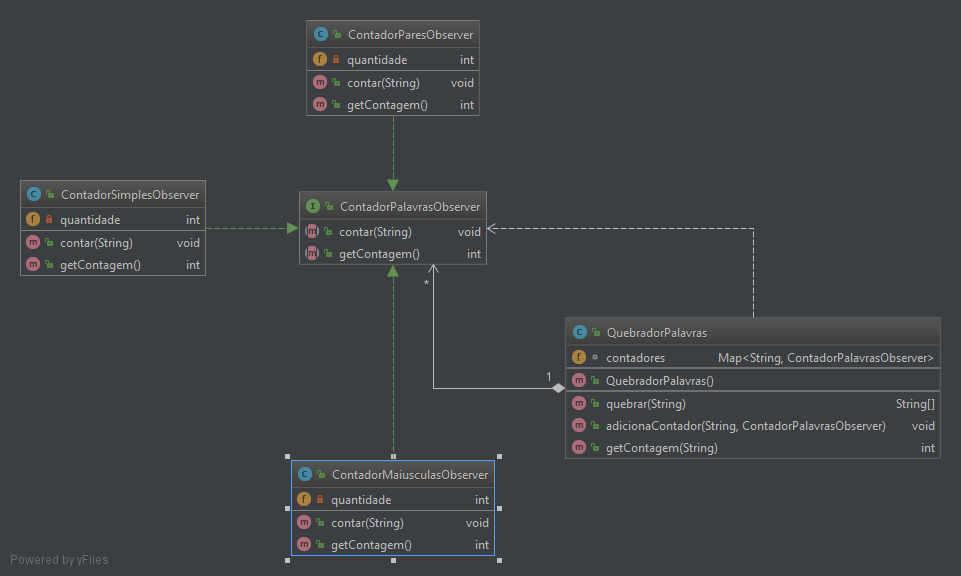 ContadorParesObserver
quantidade int
contar(String) void
getContagem() int
ContadorSimplesObserver
quantidade int
contar(String) void
getContagem() int
ContadorPalavrasObserver
contar(String) void
getContagem() int
*
1
QuebradorPalavras
contadores Map<String, ContadorPalavrasObserver>
QuebradorPalavras()
quebrar(String) String[]
adicionaContador(String, ContadorPalavrasObserver) void
getContagem(String) int
ContadorMaiusculasObserver
quantidade int
contar(String) void
getContagem() int
Powered by yFiles